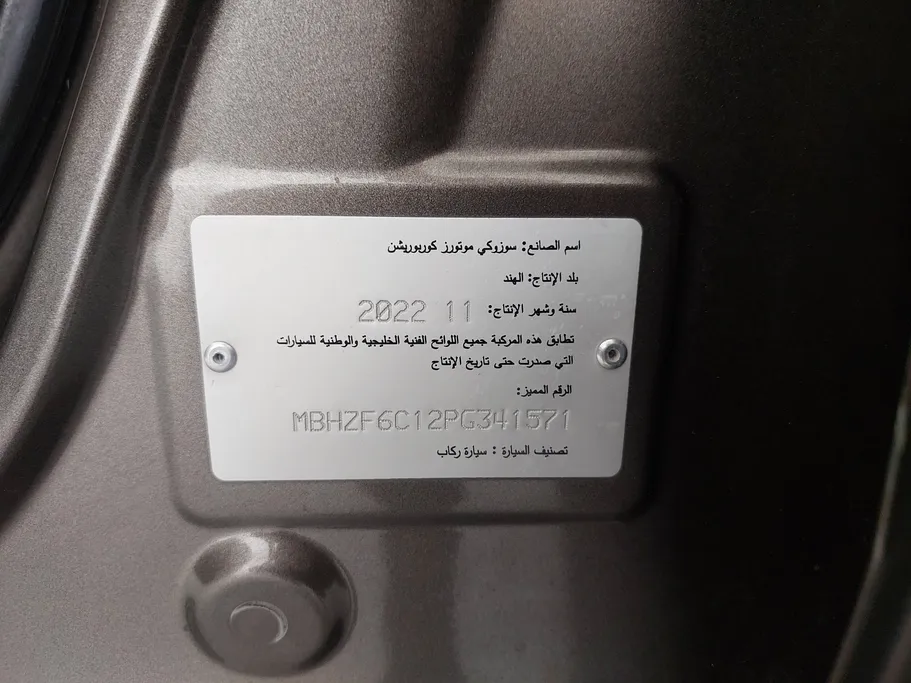 اسم الصانع: سوزوكي موتورز كوربوريشن
بلد الإنتاج: الهند
سنة وشهر الإنتاج: 2022 11
تطابق هذه المركبة جميع اللوائح الفنية الخليجية والوطنية للسيارات
التي صدرت حتى تاريخ الإنتاج
الرقم المميز:
MBHZF6C12PG341571
تصنيف السيارة : سيارة ركاب